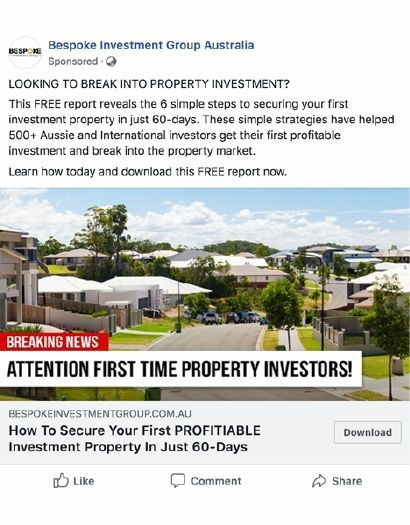 BESPOKE
Bespoke Investment Group Australia
Sponsored ·
LOOKING TO BREAK INTO PROPERTY INVESTMENT?
This FREE report reveals the 6 simple steps to securing your first
investment property in just 60-days. These simple strategies have helped
500+ Aussie and International investors get their first profitable
investment and break into the property market.
Learn how today and download this FREE report now.
BREAKING NEWS
ATTENTION FIRST TIME PROPERTY INVESTORS!
BESPOKEINVESTMENTGROUP.COM.AU
How To Secure Your First PROFITIABLE
Investment Property In Just 60-Days
Download
Like
Comment
Share